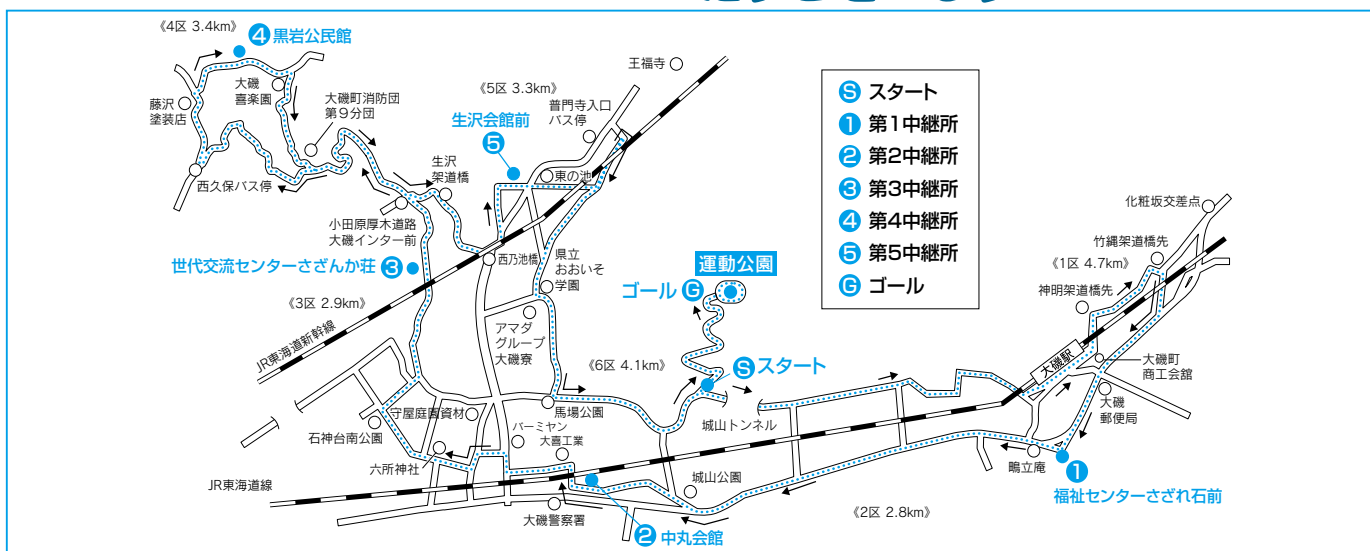 《4区 3.4km》
4 黒岩公民館
大磯
喜楽園
藤沢
塗装店
大磯町消防団
第9分団
西久保バス停
小田原厚木道路
大磯インター前
生沢
架道橋
《5区 3.3km》
生沢会館前
5
王福寺
普門寺入口
バス停
東の池
世代交流センターさざんか荘 3
《3区 2.9km》
JR東海道新幹線
西乃池橋
県立
おおいそ
学園
アマダ
グループ
大磯寮
運動公園
ゴール G
《6区 4.1km》
S スタート
S スタート
1 第1中継所
2 第2中継所
3 第3中継所
4 第4中継所
5 第5中継所
G ゴール
化粧坂交差点
竹縄架道橋先
《1区 4.7km》
神明架道橋先
大磯駅
大磯町
商工会館
大磯
郵便局
鴫立庵
1
福祉センターさざれ石前
城山トンネル
馬場公園
守屋庭園資材
石神台南公園
バーミヤン
大喜工業
六所神社
JR東海道線
城山公園
大磯警察署
2 中丸会館
《2区 2.8km》